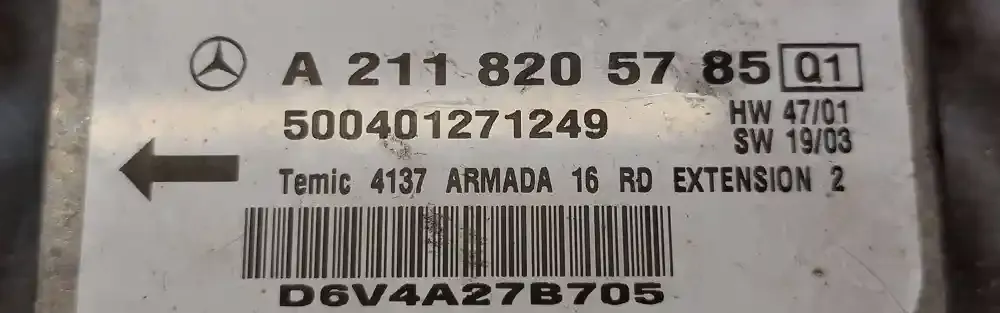 A 211 820 57 85 Q1
500401271249
HW 47/01
SW 19/03
Temic 4137 ARMADA 16 RD EXTENSION 2
D6V4A27B705